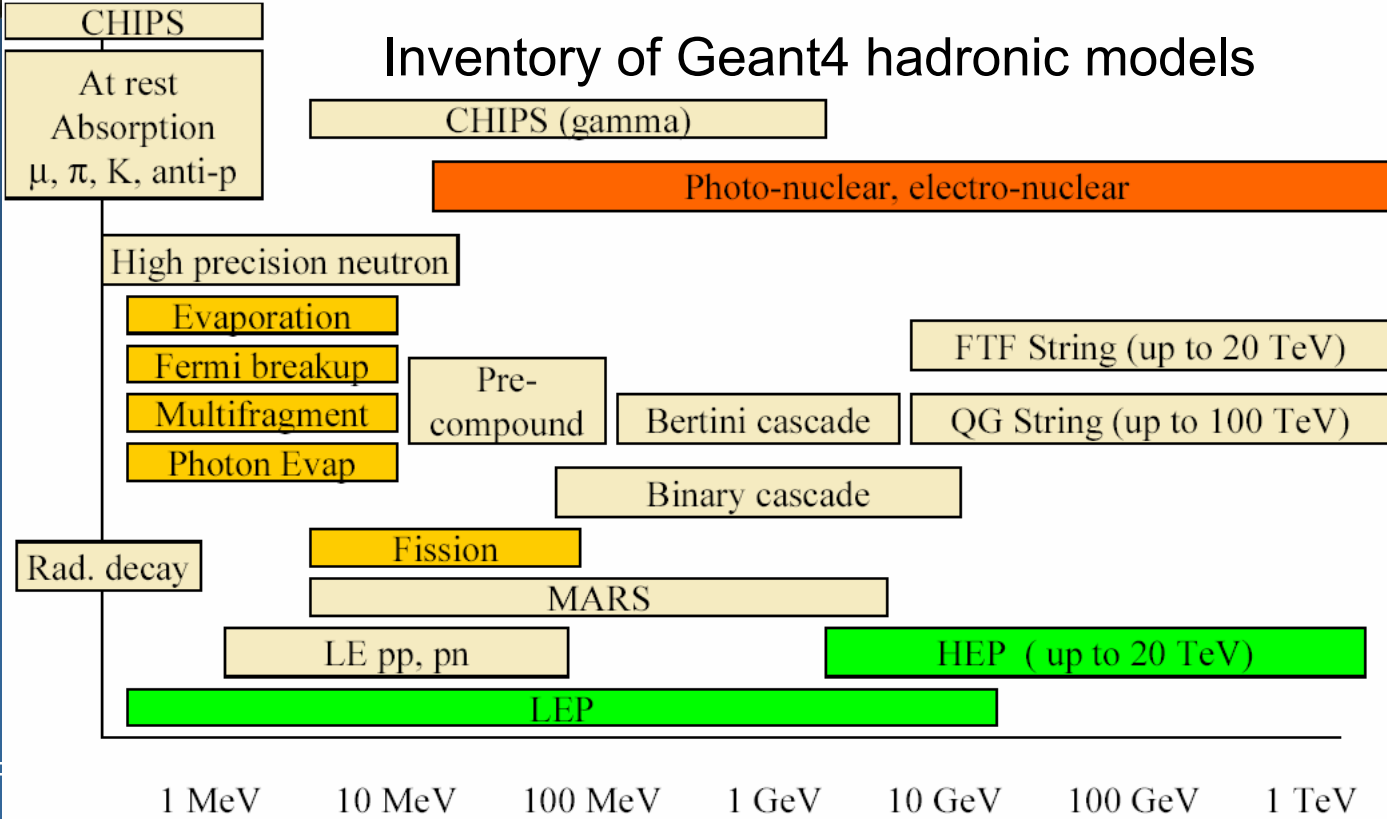 CHIPS
Inventory of Geant4 hadronic models
At rest
Absorption
μ, π, K, anti-p
CHIPS (gamma)
Photo-nuclear, electro-nuclear
High precision neutron
Evaporation
Fermi breakup
Multifragment
Photon Evap
Pre-
compound
Bertini cascade
FTF String (up to 20 TeV)
QG String (up to 100 TeV)
Binary cascade
Fission
Rad. decay
MARS
LE pp, pn
HEP ( up to 20 TeV)
LEP
1 MeV 10 MeV 100 MeV 1 GeV 10 GeV 100 GeV 1 TeV